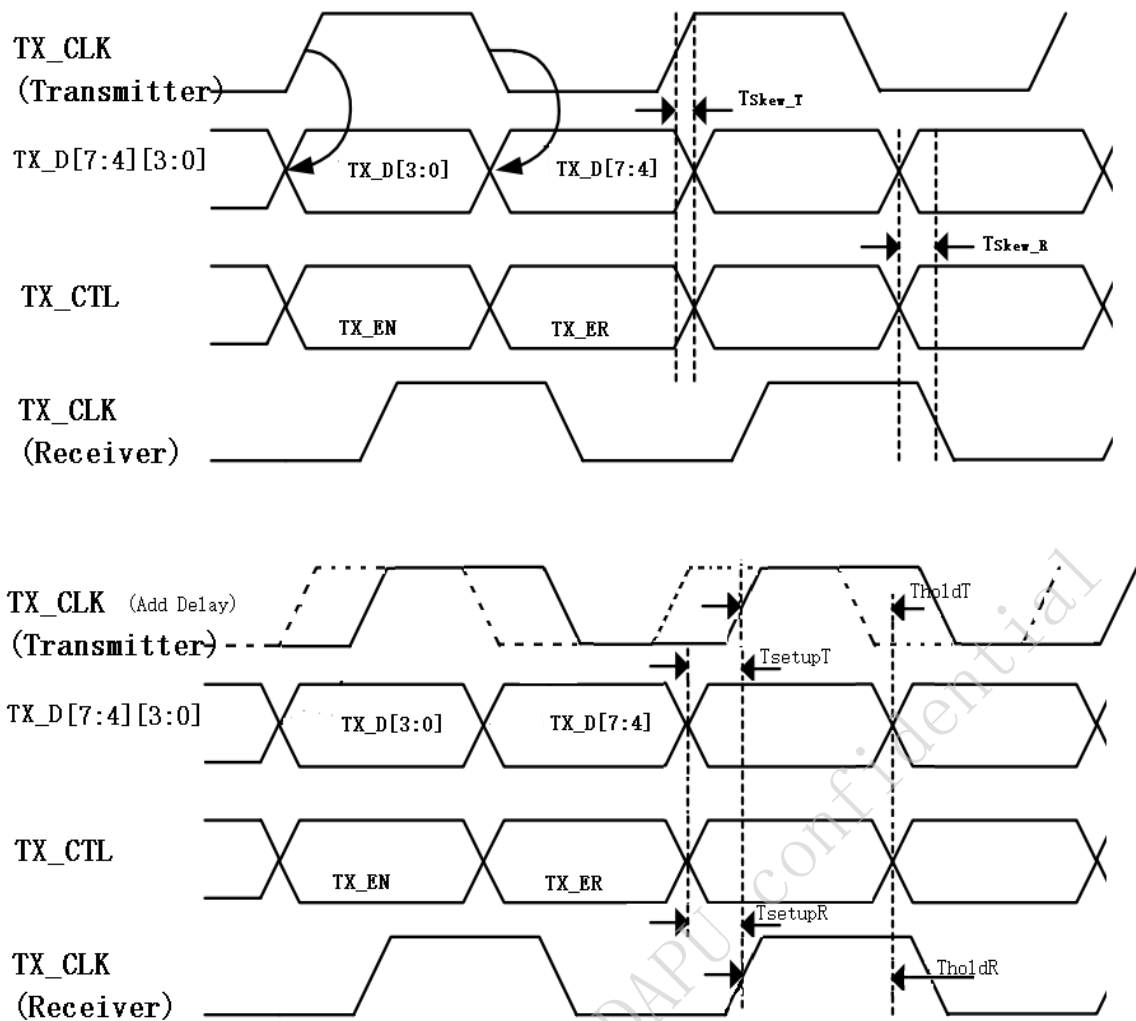 TX_CLK
(Transmitter)
Tskew_T
TX_D[7:4][3:0]
TX_D[3:0]
TX_D[7:4]
Tskew_R
TX_CTL
TX_EN
TX_ER
TX_CLK
(Receiver)
TX_CLK (Add Delay)
(Transmitter)
TholdT
TsetupT
TX_D[7:4][3:0]
TX_D[3:0]
TX_D[7:4]
TX_CTL
TX_EN
TX_ER
TsetupR
TX_CLK
(Receiver)
TholdR
DAPU confidential